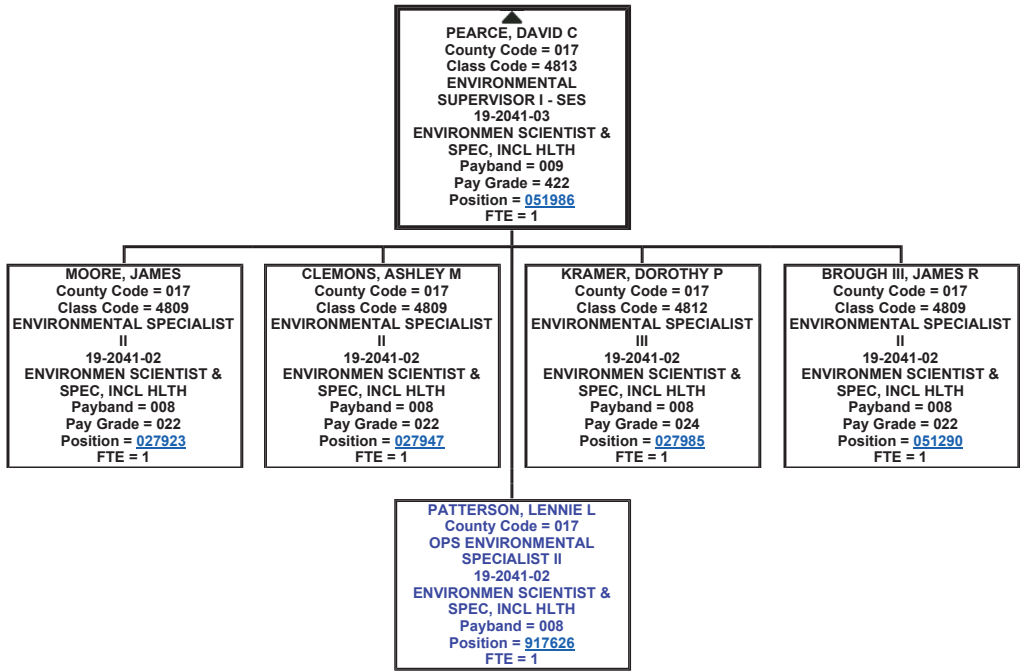 PEARCE, DAVID C
County Code = 017
Class Code = 4813
ENVIRONMENTAL
SUPERVISOR I - SES
19-2041-03
ENVIRONMEN SCIENTIST &
SPEC, INCL HLTH
Payband = 009
Pay Grade = 422
Position = 051986
FTE = 1
MOORE, JAMES
County Code = 017
Class Code = 4809
ENVIRONMENTAL SPECIALIST
II
19-2041-02
ENVIRONMEN SCIENTIST &
SPEC, INCL HLTH
Payband = 008
Pay Grade = 022
Position = 027923
FTE = 1
CLEMONS, ASHLEY M
County Code = 017
Class Code = 4809
ENVIRONMENTAL SPECIALIST
II
19-2041-02
ENVIRONMEN SCIENTIST &
SPEC, INCL HLTH
Payband = 008
Pay Grade = 022
Position = 027947
FTE = 1
KRAMER, DOROTHY P
County Code = 017
Class Code = 4812
ENVIRONMENTAL SPECIALIST
III
19-2041-02
ENVIRONMEN SCIENTIST &
SPEC, INCL HLTH
Payband = 008
Pay Grade = 024
Position = 027985
FTE = 1
BROUGH III, JAMES R
County Code = 017
Class Code = 4809
ENVIRONMENTAL SPECIALIST
II
19-2041-02
ENVIRONMEN SCIENTIST &
SPEC, INCL HLTH
Payband = 008
Pay Grade = 022
Position = 051290
FTE = 1
PATTERSON, LENNIE L
County Code = 017
OPS ENVIRONMENTAL
SPECIALIST II
19-2041-02
ENVIRONMEN SCIENTIST &
SPEC, INCL HLTH
Payband = 008
Position = 917626
FTE = 1